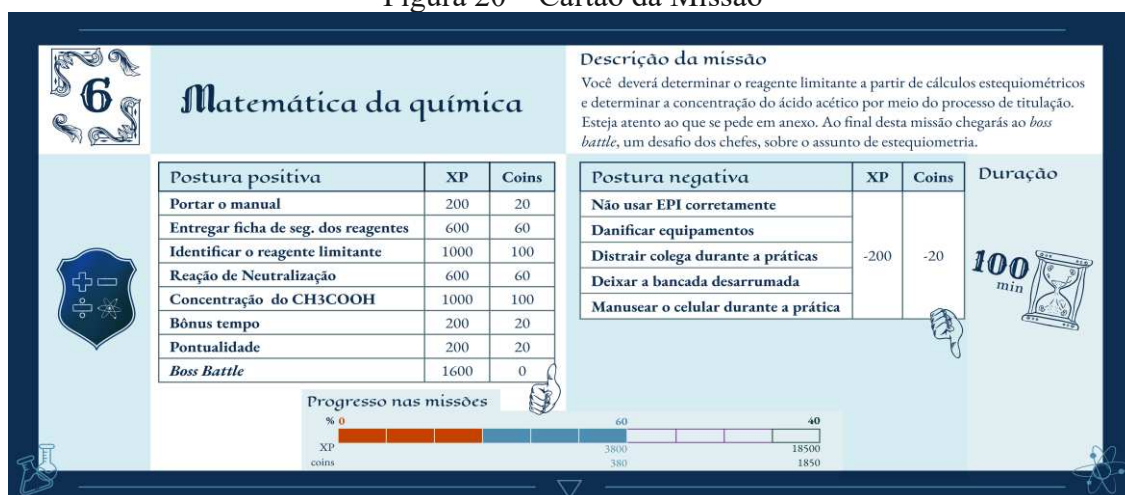 Figura 20 – Cartão da Missão
6
Matemática da química
Descrição da missão
Você deverá determinar o reagente limitante a partir de cálculos estequiométricos
e determinar a concentração do ácido acético por meio do processo de titulação.
Esteja atento ao que se pede em anexo. Ao final desta missão chegarás ao boss
battle, um desafio dos chefes, sobre o assunto de estequiometria.
Postura positiva XP Coins
Portar o manual 200 20
Entregar ficha de seg. dos reagentes 600 60
Identificar o reagente limitante 1000 100
Reação de Neutralização 600 60
Concentração do CH3COOH 1000 100
Bônus tempo 200 20
Pontualidade 200 20
Boss Battle 1600 0
Postura negativa XP Coins
Não usar EPI corretamente
Danificar equipamentos
Distrair colega durante a práticas -200 -20
Deixar a bancada desarrumada
Manusear o celular durante a prática
Duração
100
min
Progresso nas missões
% 0 60 40
XP 3800 18500
coins 380 1850